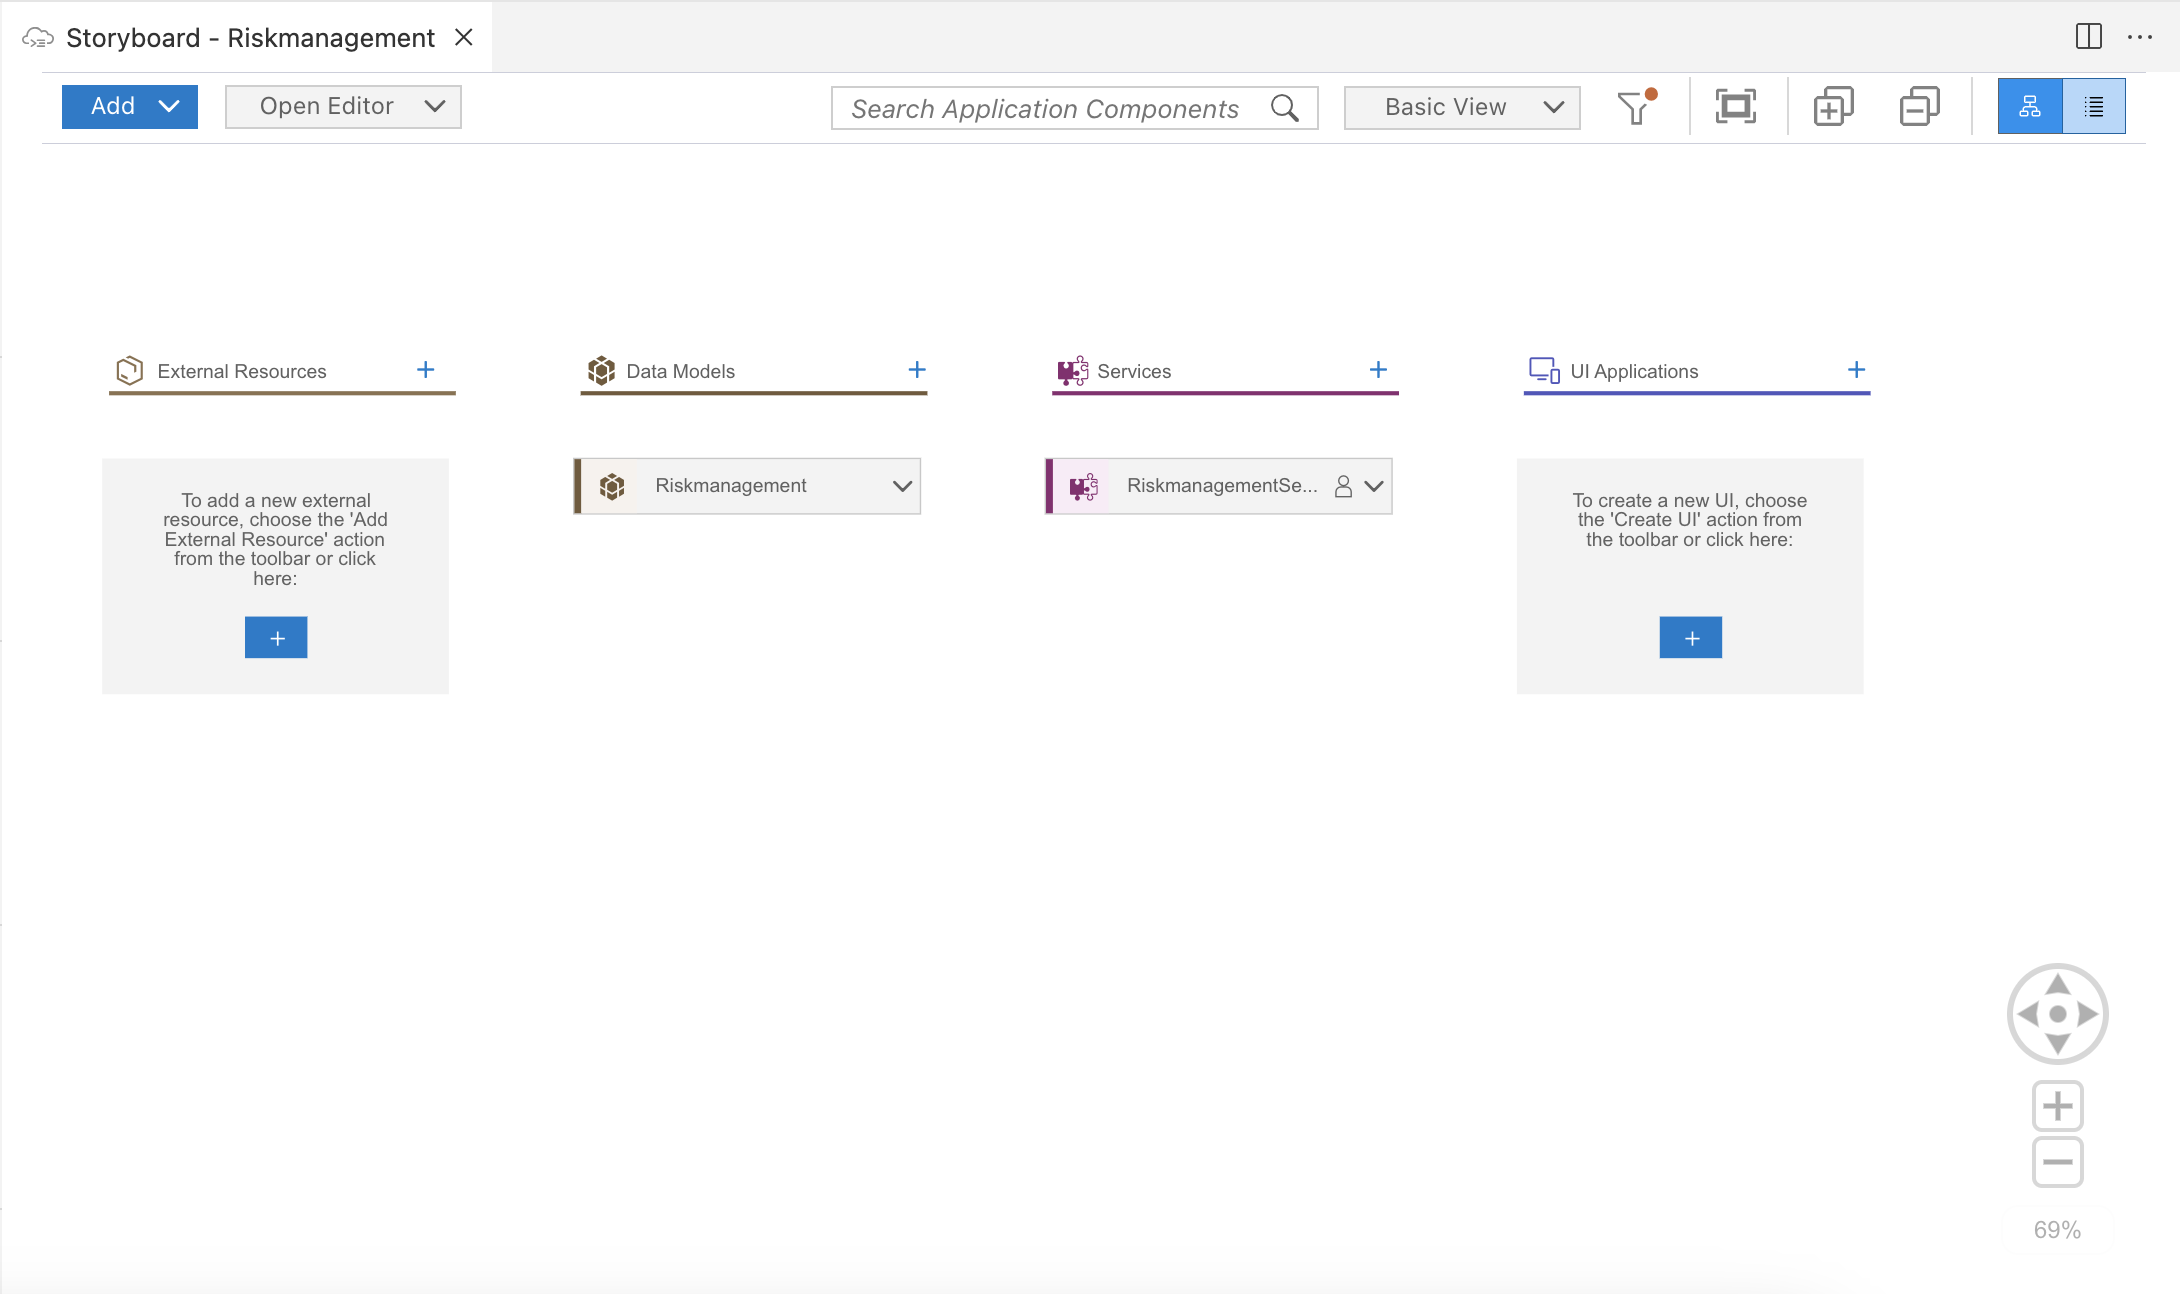 Storyboard - Riskmanagement
Add
Open Editor
Search Application Components
Basic View
External Resources
Data Models
Services
UI Applications
To add a new external
resource, choose the 'Add
External Resource' action
from the toolbar or click
here:
Riskmanagement
RiskmanagementSe...
To create a new UI, choose
the 'Create UI' action from
the toolbar or click here:
69%